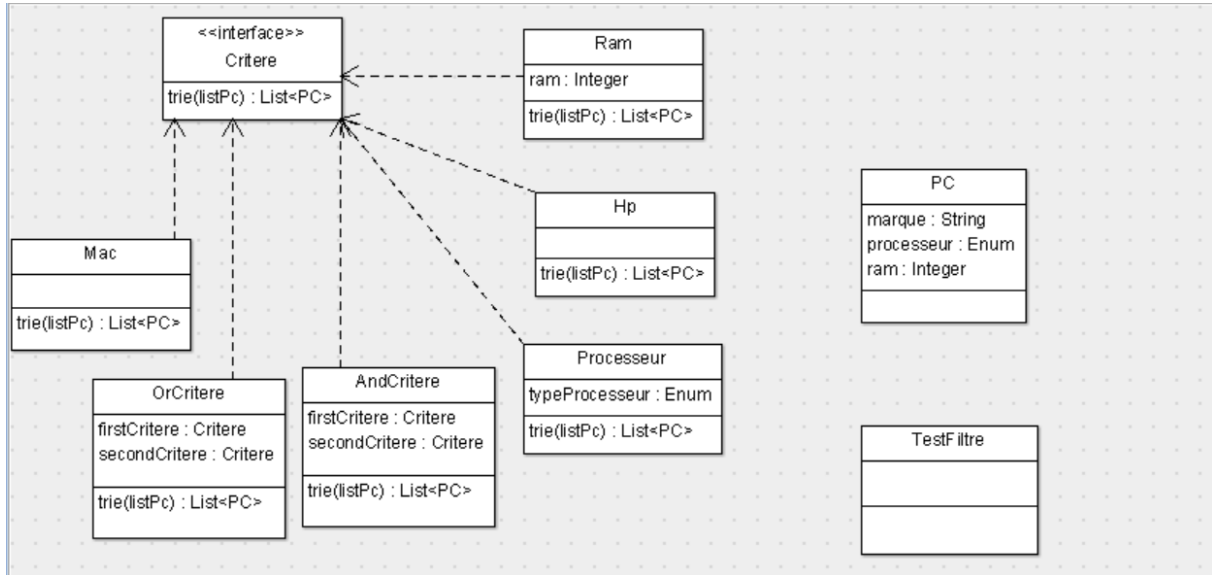 <<interface>>
Critere
trie(listPc) : List<PC>
Ram
ram : Integer
trie(listPc) : List<PC>
Hp
trie(listPc) : List<PC>
PC
marque : String
processeur : Enum
ram : Integer
Mac
trie(listPc) : List<PC>
OrCritere
firstCritere : Critere
secondCritere : Critere
trie(listPc) : List<PC>
AndCritere
firstCritere : Critere
secondCritere : Critere
trie(listPc) : List<PC>
Processeur
typeProcesseur : Enum
trie(listPc) : List<PC>
TestFiltre